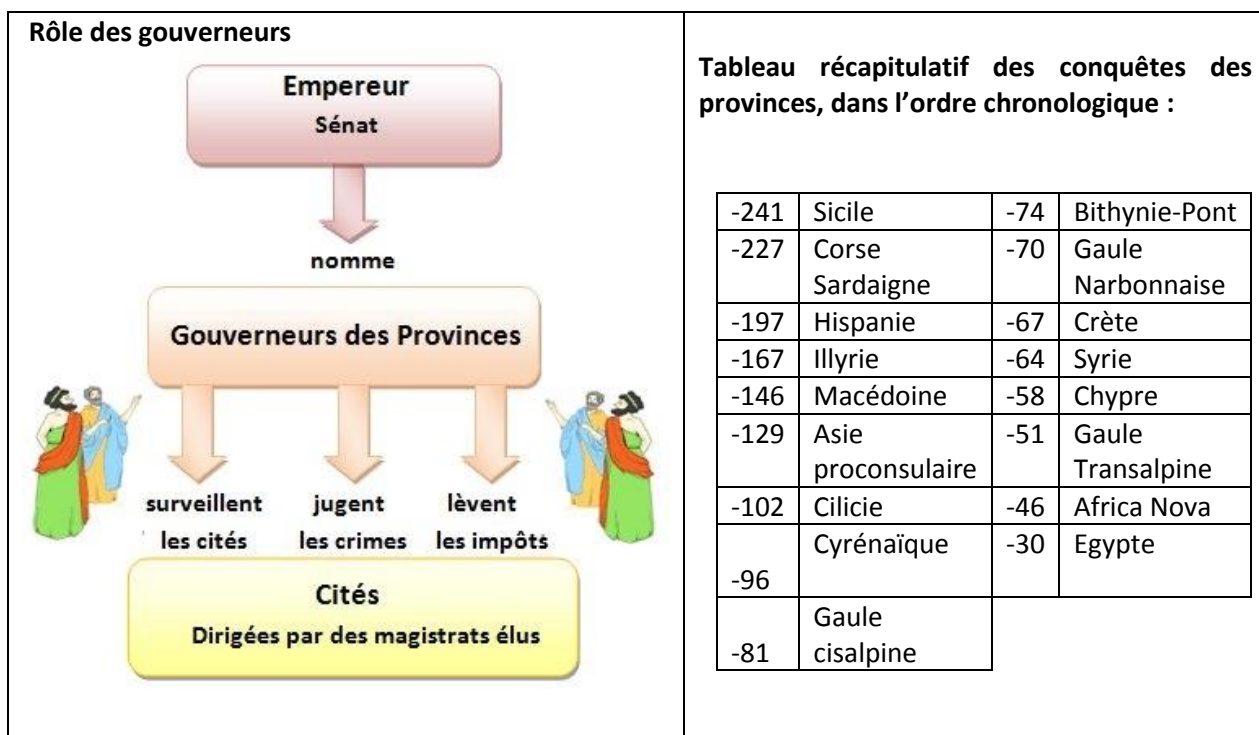 Rôle des gouverneurs
Empereur
Sénat
nomme
Gouverneurs des Provinces
surveillent
les cités
jugent
les crimes
lèvent
les impôts
Cités
Dirigées par des magistrats élus
Tableau récapitulatif des conquêtes des
provinces, dans l’ordre chronologique :
-241 Sicile -74 Bithynie-Pont
-227 Corse
Sardaigne
-70 Gaule
Narbonnaise
-197 Hispanie -67 Crète
-167 Illyrie -64 Syrie
-146 Macédoine -58 Chypre
-129 Asie
proconsulaire
-51 Gaule
Transalpine
-102 Cilicie -46 Africa Nova
-96 Cyrénaïque -30 Egypte
-81 Gaule
cisalpine